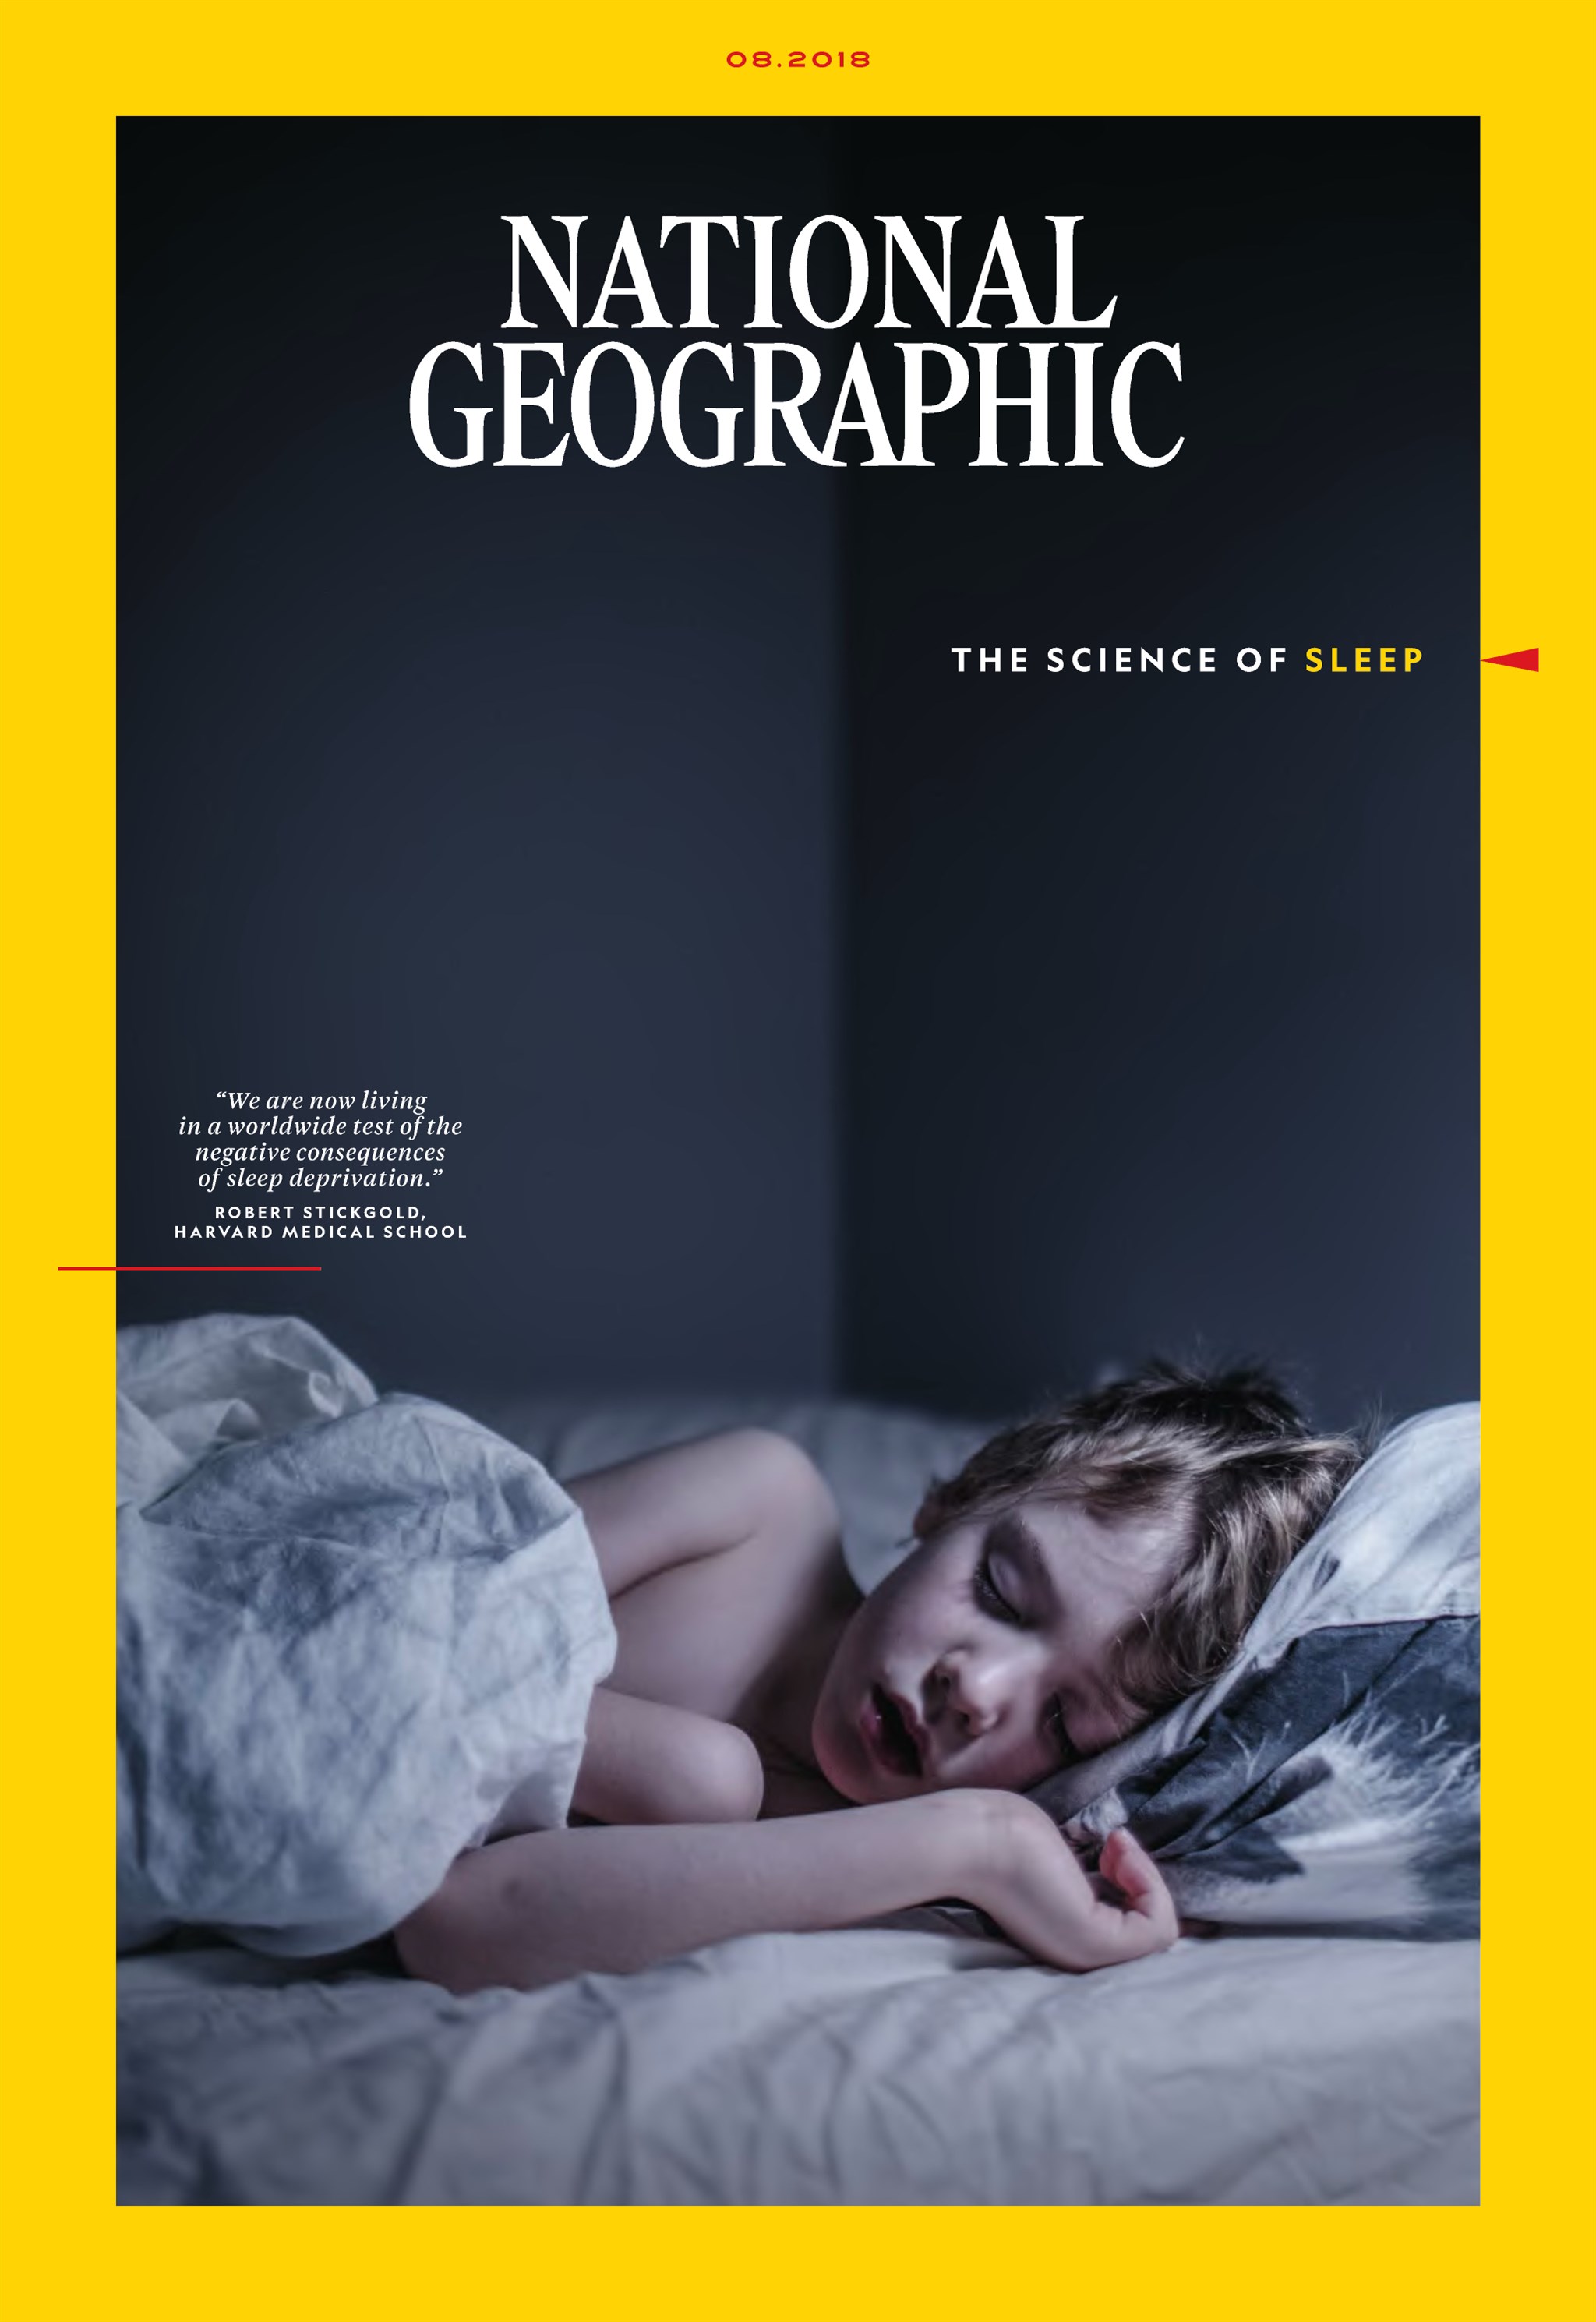 08.2018
NATIONAL
GEOGRAPHIC
THE SCIENCE OF SLEEP
“We are now living
in a worldwide test of the
negative consequences
of sleep deprivation.”
ROBERT STICKGOLD,
HARVARD MEDICAL SCHOOL